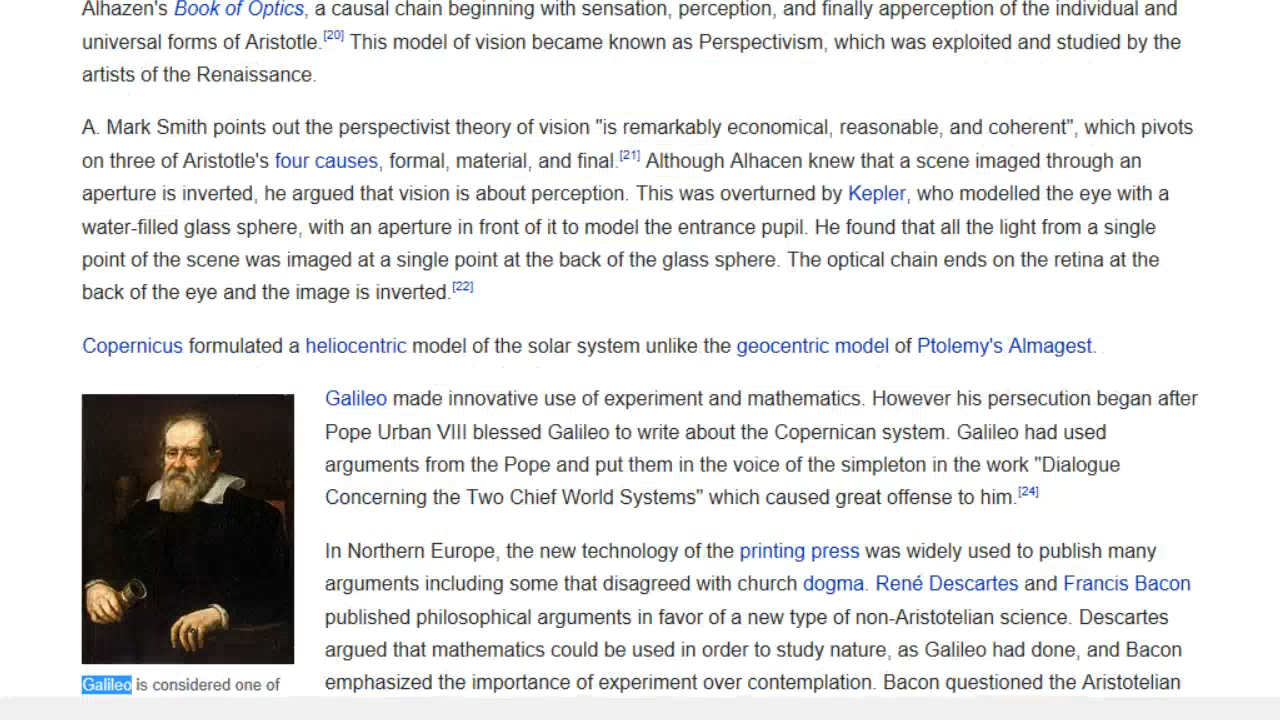 Alhazen's Book of Optics, a causal chain beginning with sensation, perception, and finally apperception of the individual and
universal forms of Aristotle.[20] This model of vision became known as Perspectivism, which was exploited and studied by the
artists of the Renaissance.
A. Mark Smith points out the perspectivist theory of vision "is remarkably economical, reasonable, and coherent", which pivots
on three of Aristotle's four causes, formal, material, and final.[21] Although Alhacen knew that a scene imaged through an
aperture is inverted, he argued that vision is about perception. This was overturned by Kepler, who modelled the eye with a
water-filled glass sphere, with an aperture in front of it to model the entrance pupil. He found that all the light from a single
point of the scene was imaged at a single point at the back of the glass sphere. The optical chain ends on the retina at the
back of the eye and the image is inverted.[22]
Copernicus formulated a heliocentric model of the solar system unlike the geocentric model of Ptolemy's Almagest.
Galileo made innovative use of experiment and mathematics. However his persecution began after
Pope Urban VIII blessed Galileo to write about the Copernican system. Galileo had used
arguments from the Pope and put them in the voice of the simpleton in the work "Dialogue
Concerning the Two Chief World Systems" which caused great offense to him.[24]
In Northern Europe, the new technology of the printing press was widely used to publish many
arguments including some that disagreed with church dogma. René Descartes and Francis Bacon
published philosophical arguments in favor of a new type of non-Aristotelian science. Descartes
argued that mathematics could be used in order to study nature, as Galileo had done, and Bacon
emphasized the importance of experiment over contemplation. Bacon questioned the Aristotelian
Galileo is considered one of